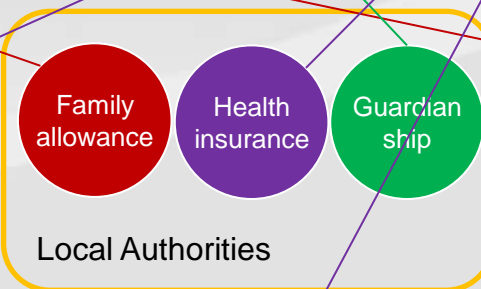 Family
allowance
Health
insurance
Guardian
ship
Local Authorities